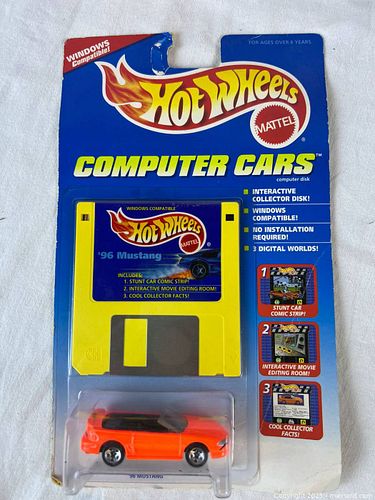 WINDOWS
Compatible!
FOR AGES OVER 6 YEARS
Hot Wheels
MATTEL
COMPUTER CARS™
computer disk
INTERACTIVE
COLLECTOR DISK!
WINDOWS
COMPATIBLE!
NO INSTALLATION
REQUIRED!
3 DIGITAL WORLDS!
WINDOWS COMPATIBLE
Hot Wheels
MATTEL
'96 Mustang
INCLUDES:
1. STUNT CAR COMIC STRIP!
2. INTERACTIVE MOVIE EDITING ROOM!
3. COOL COLLECTOR FACTS!
1
STUNT CAR
COMIC STRIP!
2
INTERACTIVE MOVIE
EDITING ROOM!
3
COOL COLLECTOR
FACTS!
'96 MUSTANG